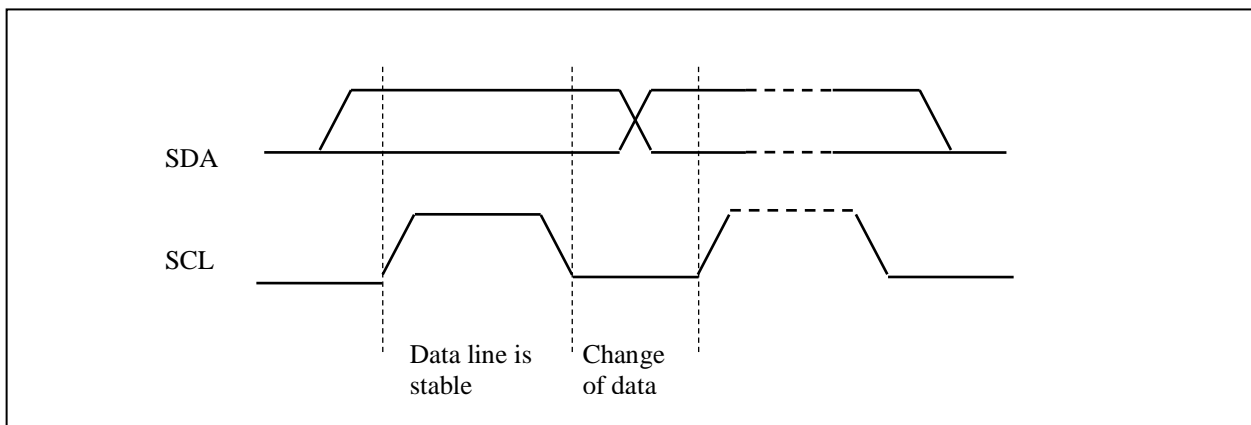 SDA
SCL
Data line is
stable
Change
of data